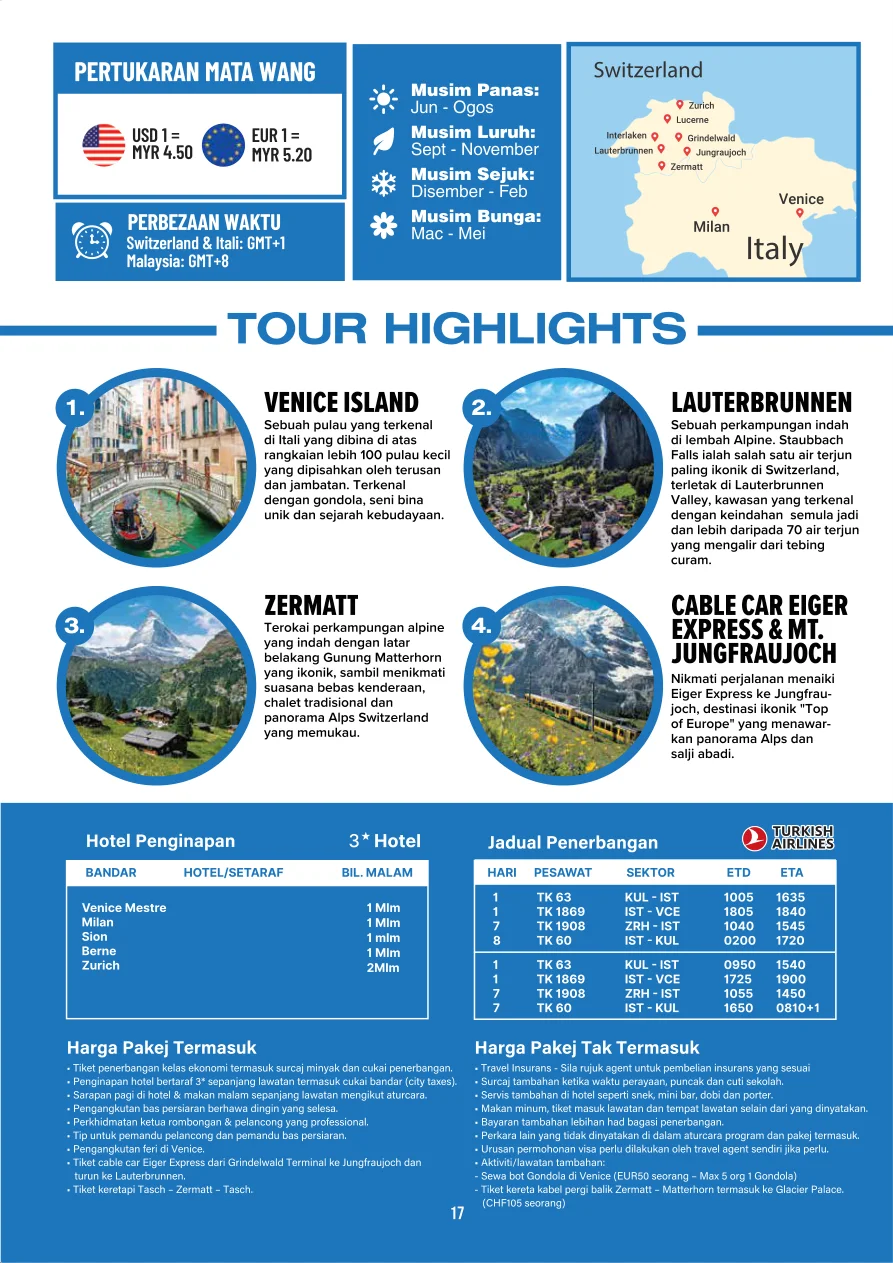 PERTUKARAN MATA WANG
USD 1 =
MYR 4.50
EUR 1 =
MYR 5.20
PERBEZAAN WAKTU
Switzerland & Itali: GMT+1
Malaysia: GMT+8
Musim Panas:
Jun - Ogos
Musim Luruh:
Sept - November
Musim Sejuk:
Disember - Feb
Musim Bunga:
Mac - Mei
Switzerland
Zurich
Lucerne
Interlaken
Grindelwald
Lauterbrunnen
Jungraujoch
Zermatt
Venice
Milan
Italy
TOUR HIGHLIGHTS
1.
VENICE ISLAND
Sebuah pulau yang terkenal
di Itali yang dibina di atas
rangkaian lebih 100 pulau kecil
yang dipisahkan oleh terusan
dan jambatan. Terkenal
dengan gondola, seni bina
unik dan sejarah kebudayaan.
2.
LAUTERBRUNNEN
Sebuah perkampungan indah
di lembah Alpine. Staubbach
Falls ialah salah satu air terjun
paling ikonik di Switzerland,
terletak di Lauterbrunnen
Valley, kawasan yang terkenal
dengan keindahan semula jadi
dan lebih daripada 70 air terjun
yang mengalir dari tebing
curam.
3.
ZERMATT
Terokai perkampungan alpine
yang indah dengan latar
belakang Gunung Matterhorn
yang ikonik, sambil menikmati
suasana bebas kenderaan,
chalet tradisional dan
panorama Alps Switzerland
yang memukau.
4.
CABLE CAR EIGER
EXPRESS & MT.
JUNGFRAUJOCH
Nikmati perjalanan menaiki
Eiger Express ke Jungfrau-
joch, destinasi ikonik "Top
of Europe" yang menawar-
kan panorama Alps dan
salji abadi.
Hotel Penginapan 3★ Hotel
BANDAR HOTEL/SETARAF BIL. MALAM
Venice Mestre 1 Mlm
Milan 1 Mlm
Sion 1 mlm
Berne 1 Mlm
Zurich 2Mlm
Jadual Penerbangan
TURKISH
AIRLINES
HARI PESAWAT SEKTOR ETD ETA
1 TK 63 KUL - IST 1005 1635
1 TK 1869 IST - VCE 1805 1840
7 TK 1908 ZRH - IST 1040 1545
8 TK 60 IST - KUL 0200 1720
1 TK 63 KUL - IST 0950 1540
1 TK 1869 IST - VCE 1725 1900
7 TK 1908 ZRH - IST 1055 1450
7 TK 60 IST - KUL 1650 0810+1
Harga Pakej Termasuk
• Tiket penerbangan kelas ekonomi termasuk surcaj minyak dan cukai penerbangan.
• Penginapan hotel bertaraf 3* sepanjang lawatan termasuk cukai bandar (city taxes).
• Sarapan pagi di hotel & makan malam sepanjang lawatan mengikut aturcara.
• Pengangkutan bas persiaran berhawa dingin yang selesa.
• Perkhidmatan ketua rombongan & pelancong yang professional.
• Tip untuk pemandu pelancong dan pemandu bas persiaran.
• Pengangkutan feri di Venice.
• Tiket cable car Eiger Express dari Grindelwald Terminal ke Jungfraujoch dan
turun ke Lauterbrunnen.
• Tiket keretapi Tasch – Zermatt – Tasch.
Harga Pakej Tak Termasuk
• Travel Insurans - Sila rujuk agent untuk pembelian insurans yang sesuai
• Surcaj tambahan ketika waktu perayaan, puncak dan cuti sekolah.
• Servis tambahan di hotel seperti snek, mini bar, dobi dan porter.
• Makan minum, tiket masuk lawatan dan tempat lawatan selain dari yang dinyatakan.
• Bayaran tambahan lebihan had bagasi penerbangan.
• Perkara lain yang tidak dinyatakan di dalam aturcara program dan pakej termasuk.
• Urusan permohonan visa perlu dilakukan oleh travel agent sendiri jika perlu.
• Aktiviti/lawatan tambahan:
- Sewa bot Gondola di Venice (EUR50 seorang – Max 5 org 1 Gondola)
- Tiket kereta kabel pergi balik Zermatt – Matterhorn termasuk ke Glacier Palace.
(CHF105 seorang)
17